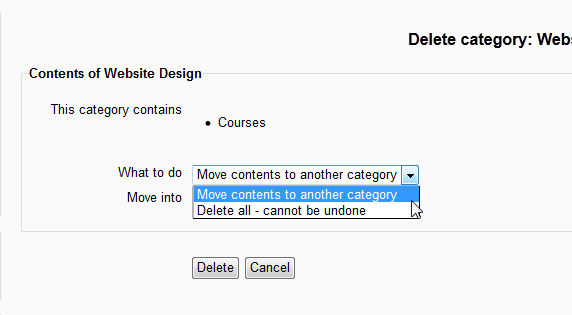 Delete category: Webs
Contents of Website Design
This category contains
Courses
What to do
Move contents to another category
Move contents to another category
Delete all - cannot be undone
Move into
Delete
Cancel